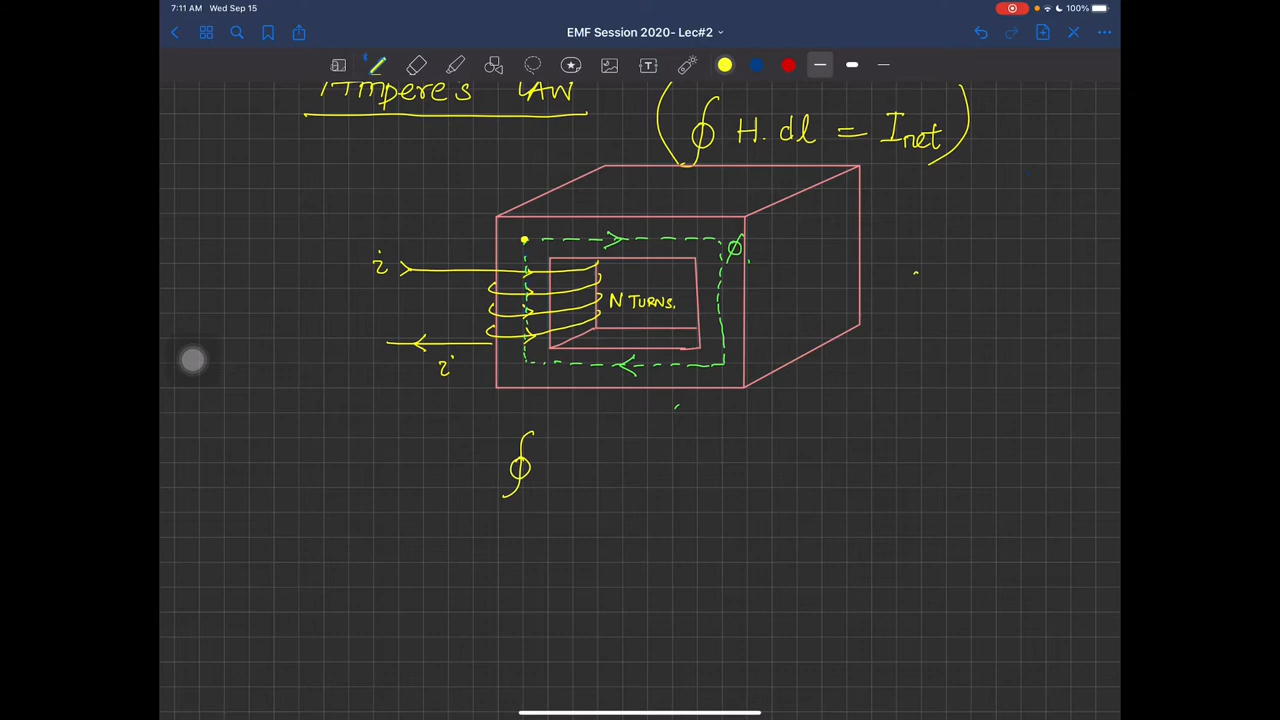 7:11 AM Wed Sep 15
100%
EMF Session 2020- Lec#2
Ampere's LAW
(∮ H. dl = Inet)
φ
i
N TURNS.
i
∮